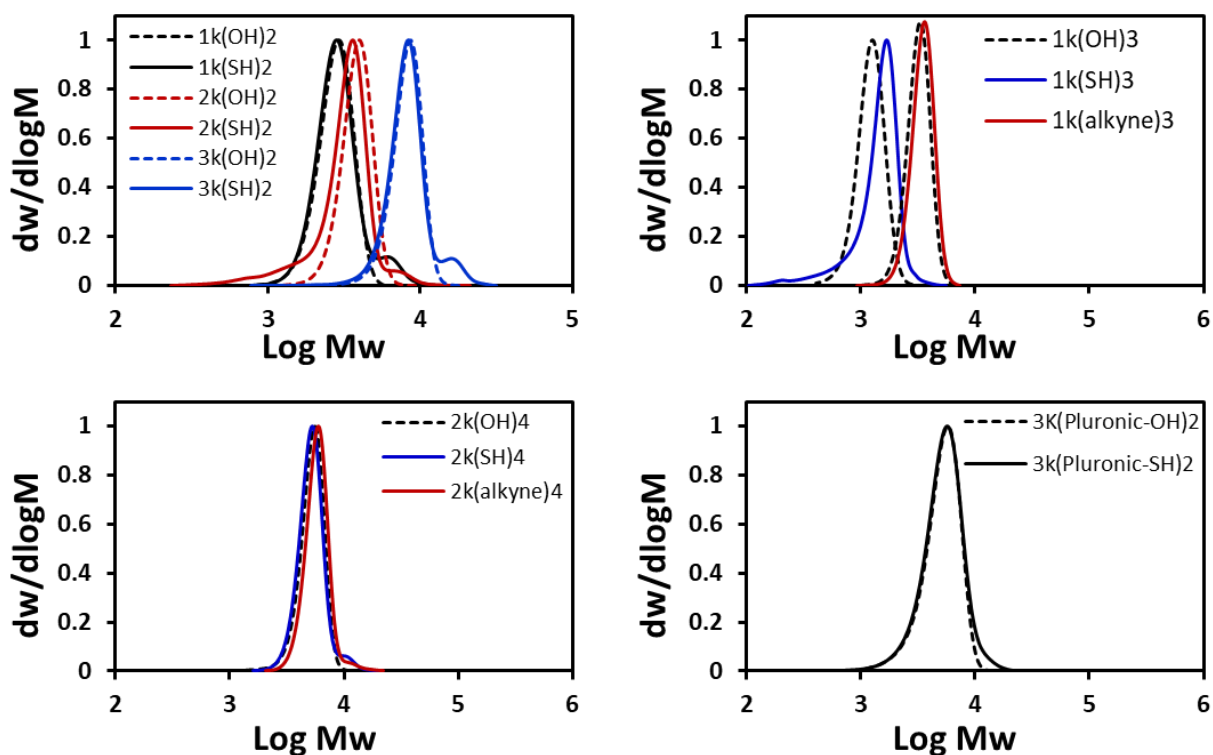 dw/dlogM
1
0.8
0.6
0.4
0.2
0
2
3
4
5
Log Mw
1k(OH)2
1k(SH)2
2k(OH)2
2k(SH)2
3k(OH)2
3k(SH)2
dw/dlogM
1
0.8
0.6
0.4
0.2
0
2
3
4
5
6
Log Mw
1k(OH)3
1k(SH)3
1k(alkyne)3
dw/dlogM
1
0.8
0.6
0.4
0.2
0
2
3
4
5
6
Log Mw
2k(OH)4
2k(SH)4
2k(alkyne)4
dw/dlogM
1
0.8
0.6
0.4
0.2
0
2
3
4
5
6
Log Mw
3K(Pluronic-OH)2
3k(Pluronic-SH)2